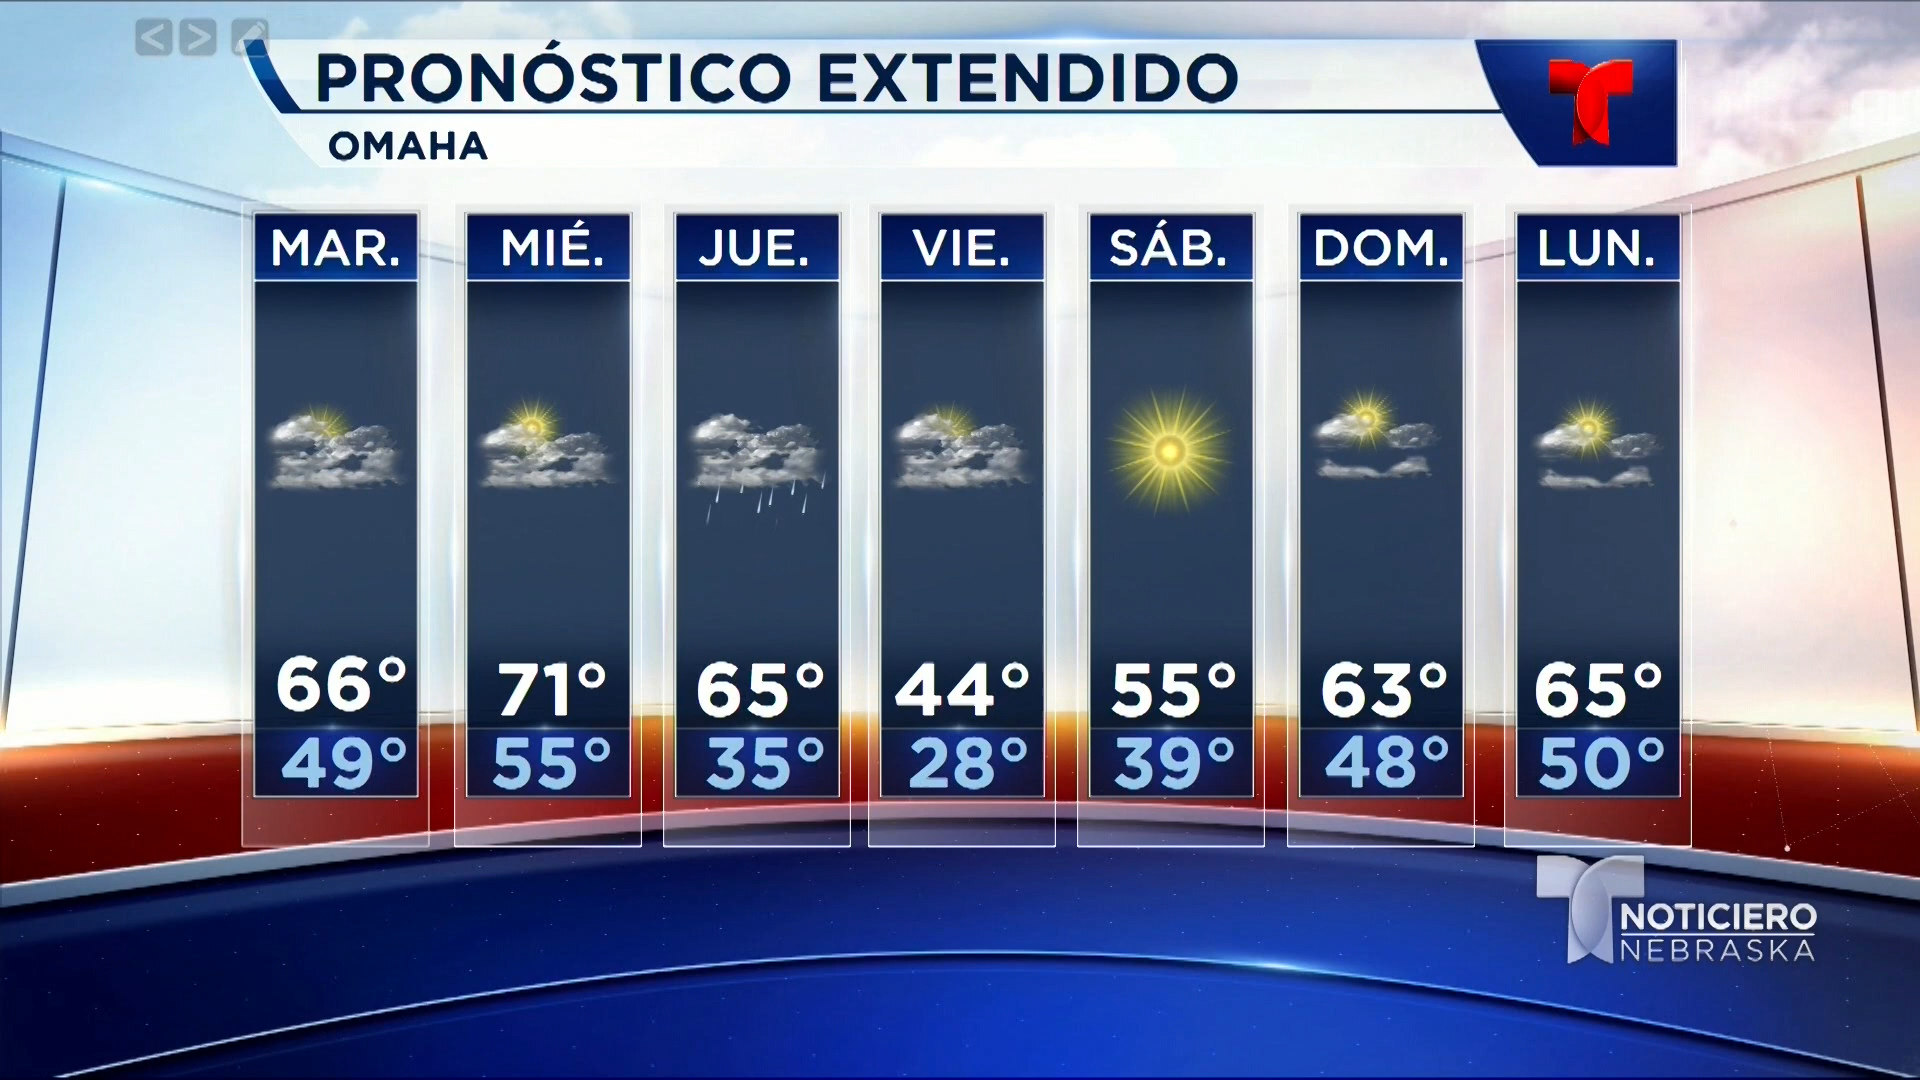 PRONÓSTICO EXTENDIDO
OMAHA
MAR. MIÉ. JUE. VIE. SÁB. DOM. LUN.
66° 71° 65° 44° 55° 63° 65°
49° 55° 35° 28° 39° 48° 50°
NOTICIERO
NEBRASKA